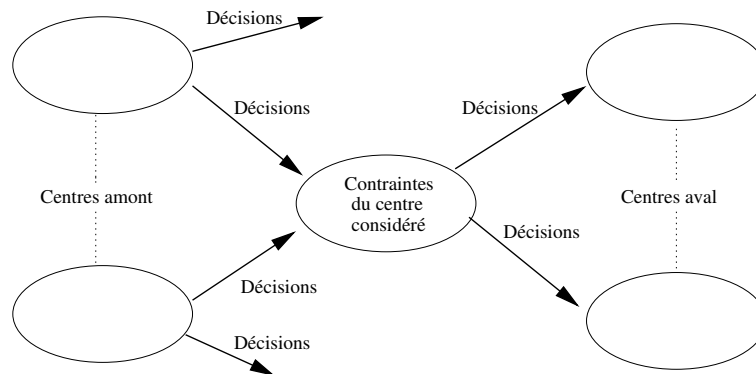 Décisions
Décisions
Décisions
Centres amont
Contraintes
du centre
considéré
Centres aval
Décisions
Décisions
Décisions